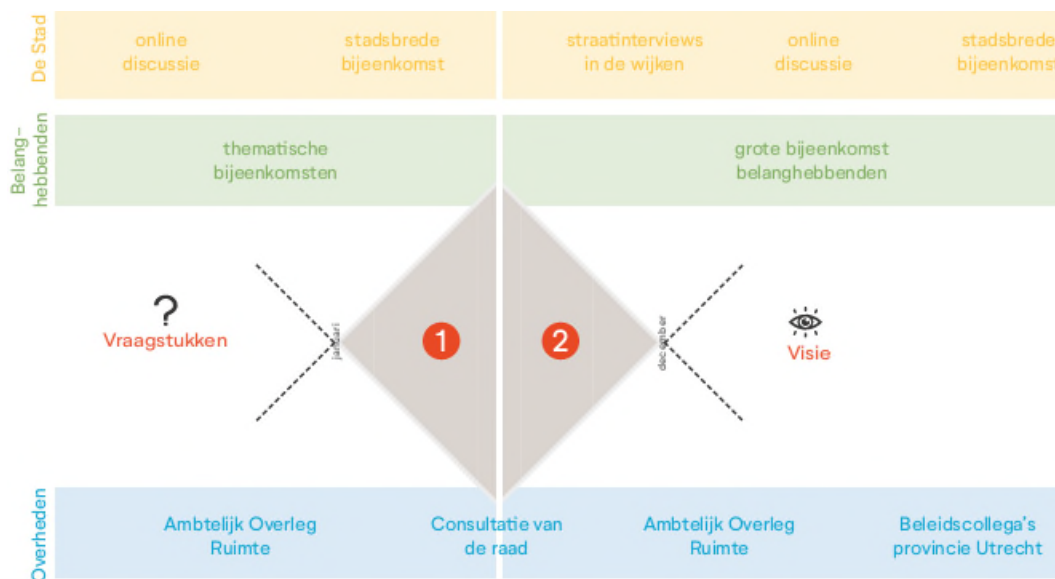 De Stad
online
discussie
stadsbrede
bijeenkomst
straatinterviews
in de wijken
online
discussie
stadsbrede
bijeenkomst
Belang-
hebbenden
thematische
bijeenkomsten
grote bijeenkomst
belanghebbenden
?
Vraagstukken
januari
1
2
december
Visie
Overheden
Ambtelijk Overleg
Ruimte
Consultatie van
de raad
Ambtelijk Overleg
Ruimte
Beleidscollega's
provincie Utrecht